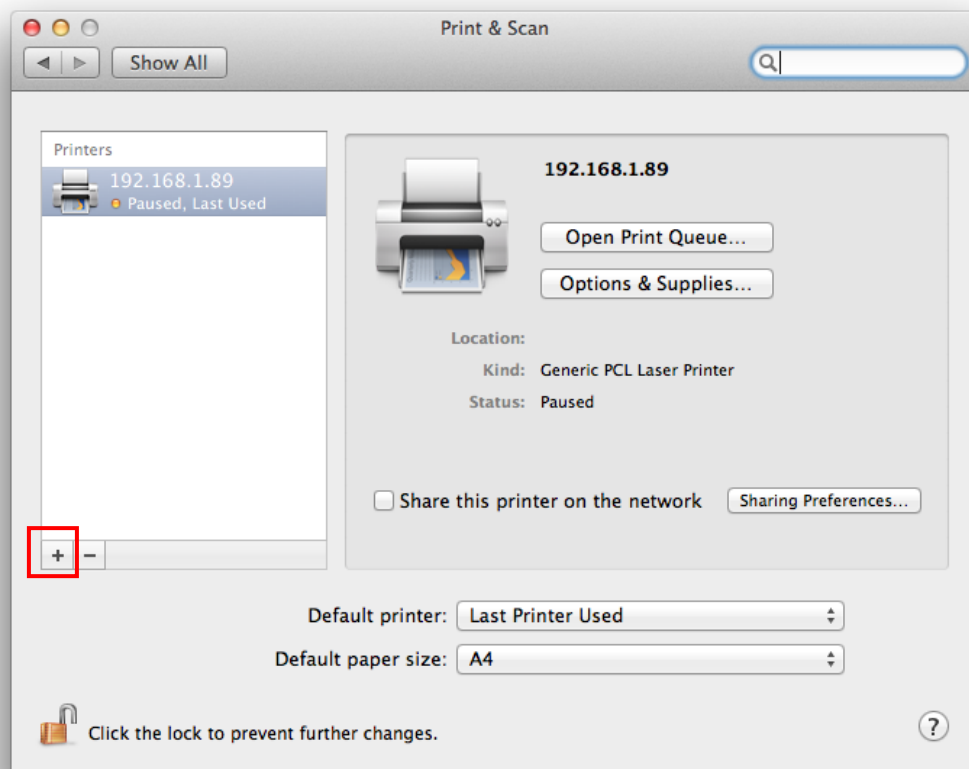 Print & Scan
Show All
Printers
192.168.1.89
Paused, Last Used
192.168.1.89
Open Print Queue...
Options & Supplies...
Location:
Kind: Generic PCL Laser Printer
Status: Paused
Share this printer on the network
Sharing Preferences...
+ −
Default printer: Last Printer Used
Default paper size: A4
Click the lock to prevent further changes.
?